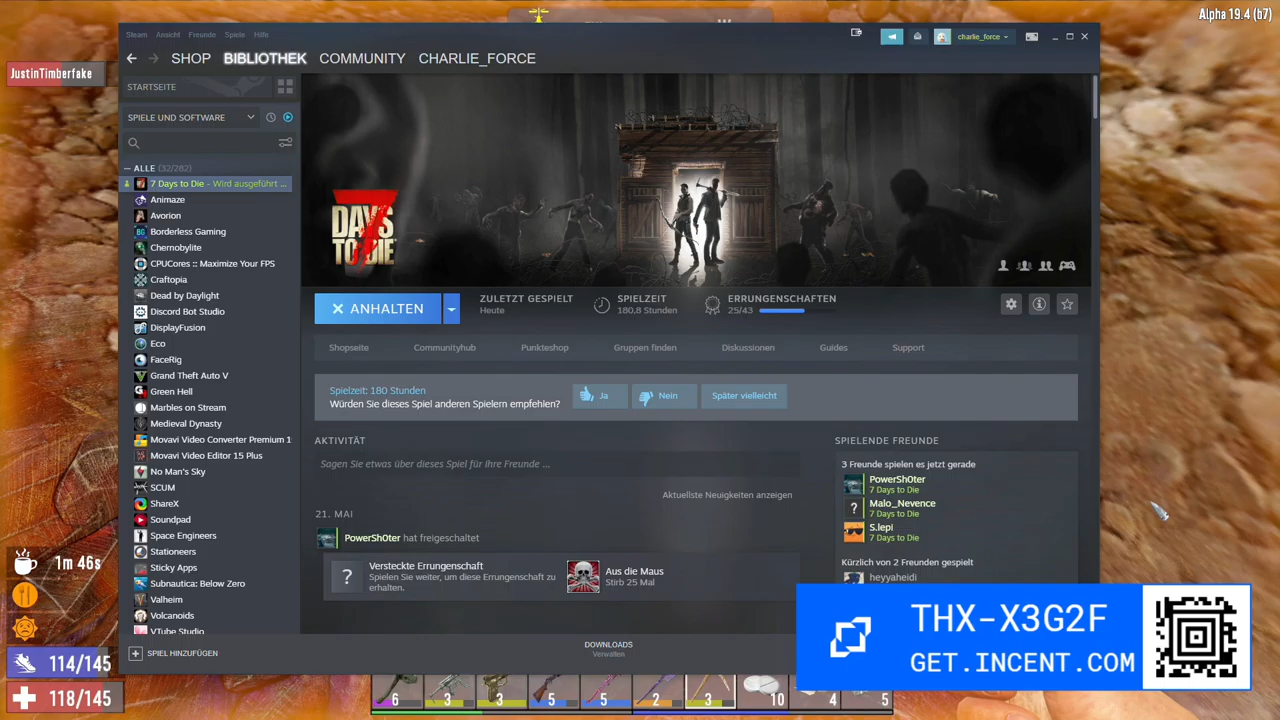 Alpha 19.4 (b7)
JustinTimberfake
Steam Ansicht Freunde Spiele Hilfe
charlie_force
SHOP BIBLIOTHEK COMMUNITY CHARLIE_FORCE
STARTSEITE
SPIELE UND SOFTWARE
— ALLE (32/282)
7 Days to Die - Wird ausgeführt ...
Animaze
Avorion
Borderless Gaming
Chernobylite
CPUCores :: Maximize Your FPS
Craftopia
Dead by Daylight
Discord Bot Studio
DisplayFusion
Eco
FaceRig
Grand Theft Auto V
Green Hell
Marbles on Stream
Medieval Dynasty
Movavi Video Converter Premium 1
Movavi Video Editor 15 Plus
No Man's Sky
SCUM
ShareX
Soundpad
Space Engineers
Stationeers
Sticky Apps
Subnautica: Below Zero
Valheim
Volcanoids
VTube Studio
SPIEL HINZUFÜGEN
7 DAYS TO DIE
ANHALTEN
ZULETZT GESPIELT
Heute
SPIELZEIT
180,8 Stunden
ERRUNGENSCHAFTEN
25/43
Shopseite Communityhub Punkteshop Gruppen finden Diskussionen Guides Support
Spielzeit: 180 Stunden
Würden Sie dieses Spiel anderen Spielern empfehlen?
Ja Nein Später vielleicht
AKTIVITÄT
Sagen Sie etwas über dieses Spiel für Ihre Freunde ...
Aktuellste Neuigkeiten anzeigen
21. MAI
PowerSh0ter hat freigeschaltet
?
Versteckte Errungenschaft
Spielen Sie weiter, um diese Errungenschaft zu
erhalten.
Aus die Maus
Stirb 25 Mal
SPIELENDE FREUNDE
3 Freunde spielen es jetzt gerade
PowerSh0ter
7 Days to Die
?
Malo_Nevence
7 Days to Die
S.lepi
7 Days to Die
Kürzlich von 2 Freunden gespielt
heyyaheidi
DOWNLOADS
Verwalten
THX-X3G2F
GET.INCENT.COM
1m 46s
114/145
118/145
6 3 3 5 5 2 3 10 4 5